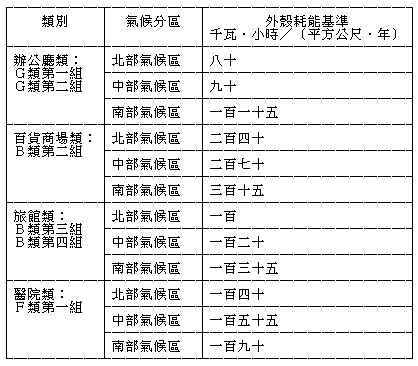 類別 氣候分區 外殼耗能基準
千瓦．小時／〔平方公尺．年〕
辦公廳類： 北部氣候區 八十
Ｇ類第一組
Ｇ類第二組 中部氣候區 九十
南部氣候區 一百一十五
百貨商場類： 北部氣候區 二百四十
Ｂ類第二組
中部氣候區 二百七十
南部氣候區 三百十五
旅館類： 北部氣候區 一百
Ｂ類第三組
Ｂ類第四組 中部氣候區 一百二十
南部氣候區 一百三十五
醫院類： 北部氣候區 一百四十
Ｆ類第一組
中部氣候區 一百五十五
南部氣候區 一百九十